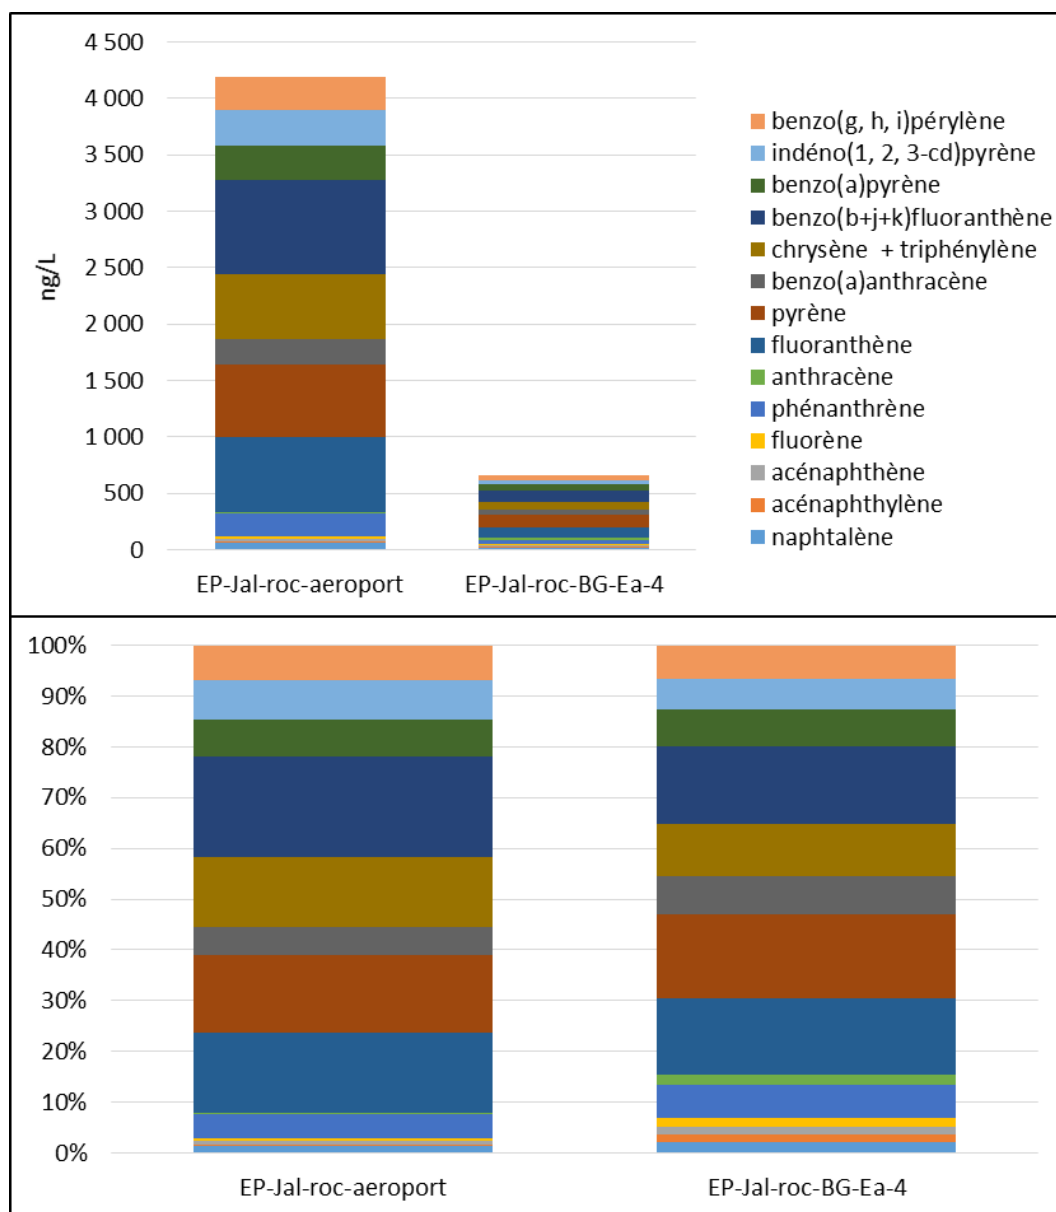 4 500
4 000
3 500
3 000
2 500
2 000
1 500
1 000
500
0
ng/L
EP-Jal-roc-aeroport
EP-Jal-roc-BG-Ea-4
benzo(g, h, i)pérylène
indéno(1, 2, 3-cd)pyrène
benzo(a)pyrène
benzo(b+j+k)fluoranthène
chrysène + triphénylène
benzo(a)anthracène
pyrène
fluoranthène
anthracène
phénanthrène
fluorène
acénaphthène
acénaphthylène
naphtalène
100%
90%
80%
70%
60%
50%
40%
30%
20%
10%
0%
EP-Jal-roc-aeroport
EP-Jal-roc-BG-Ea-4